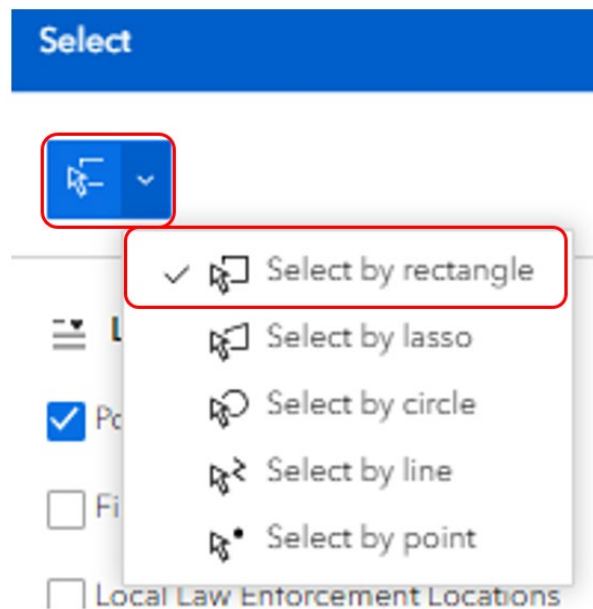 Select
Select by rectangle
Select by lasso
Select by circle
Select by line
Select by point
Local Law Enforcement Locations